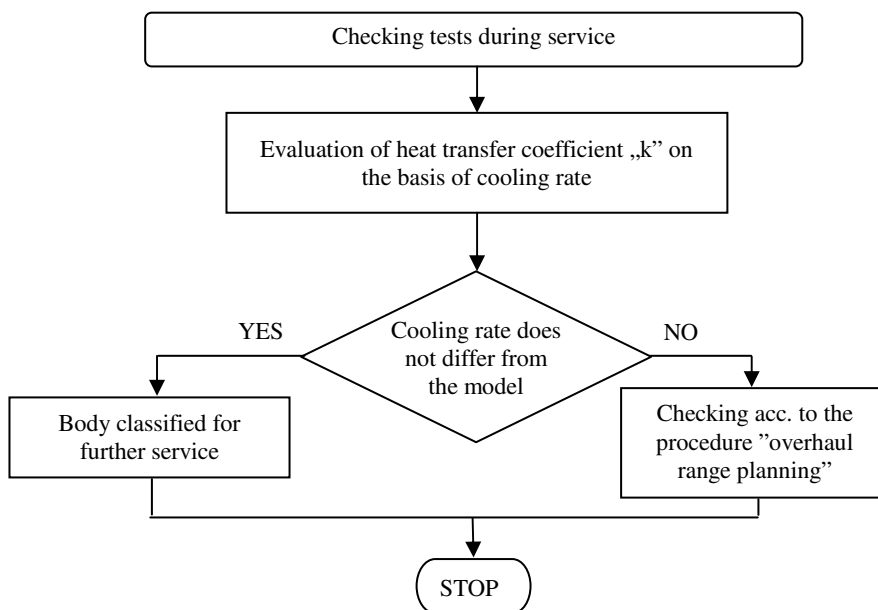 Checking tests during service
Evaluation of heat transfer coefficient „k” on
the basis of cooling rate
YES
Cooling rate does
not differ from
the model
NO
Body classified for
further service
Checking acc. to the
procedure ”overhaul
range planning”
STOP